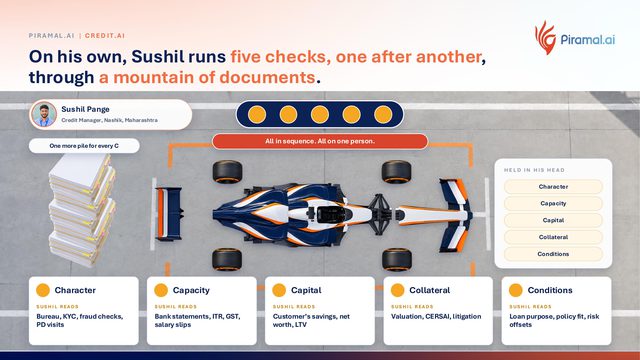 PIRAMAL.AI | CREDIT.AI
Piramal.ai
On his own, Sushil runs five checks, one after another,
through a mountain of documents.
Sushil Pange
Credit Manager, Nashik, Maharashtra
One more pile for every C
All in sequence. All on one person.
HELD IN HIS HEAD
Character
Capacity
Capital
Collateral
Conditions
Character
SUSHIL READS
Bureau, KYC, fraud checks,
PD visits
Capacity
SUSHIL READS
Bank statements, ITR, GST,
salary slips
Capital
SUSHIL READS
Customer's savings, net
worth, LTV
Collateral
SUSHIL READS
Valuation, CERSAI, litigation
Conditions
SUSHIL READS
Loan purpose, policy fit, risk
offsets